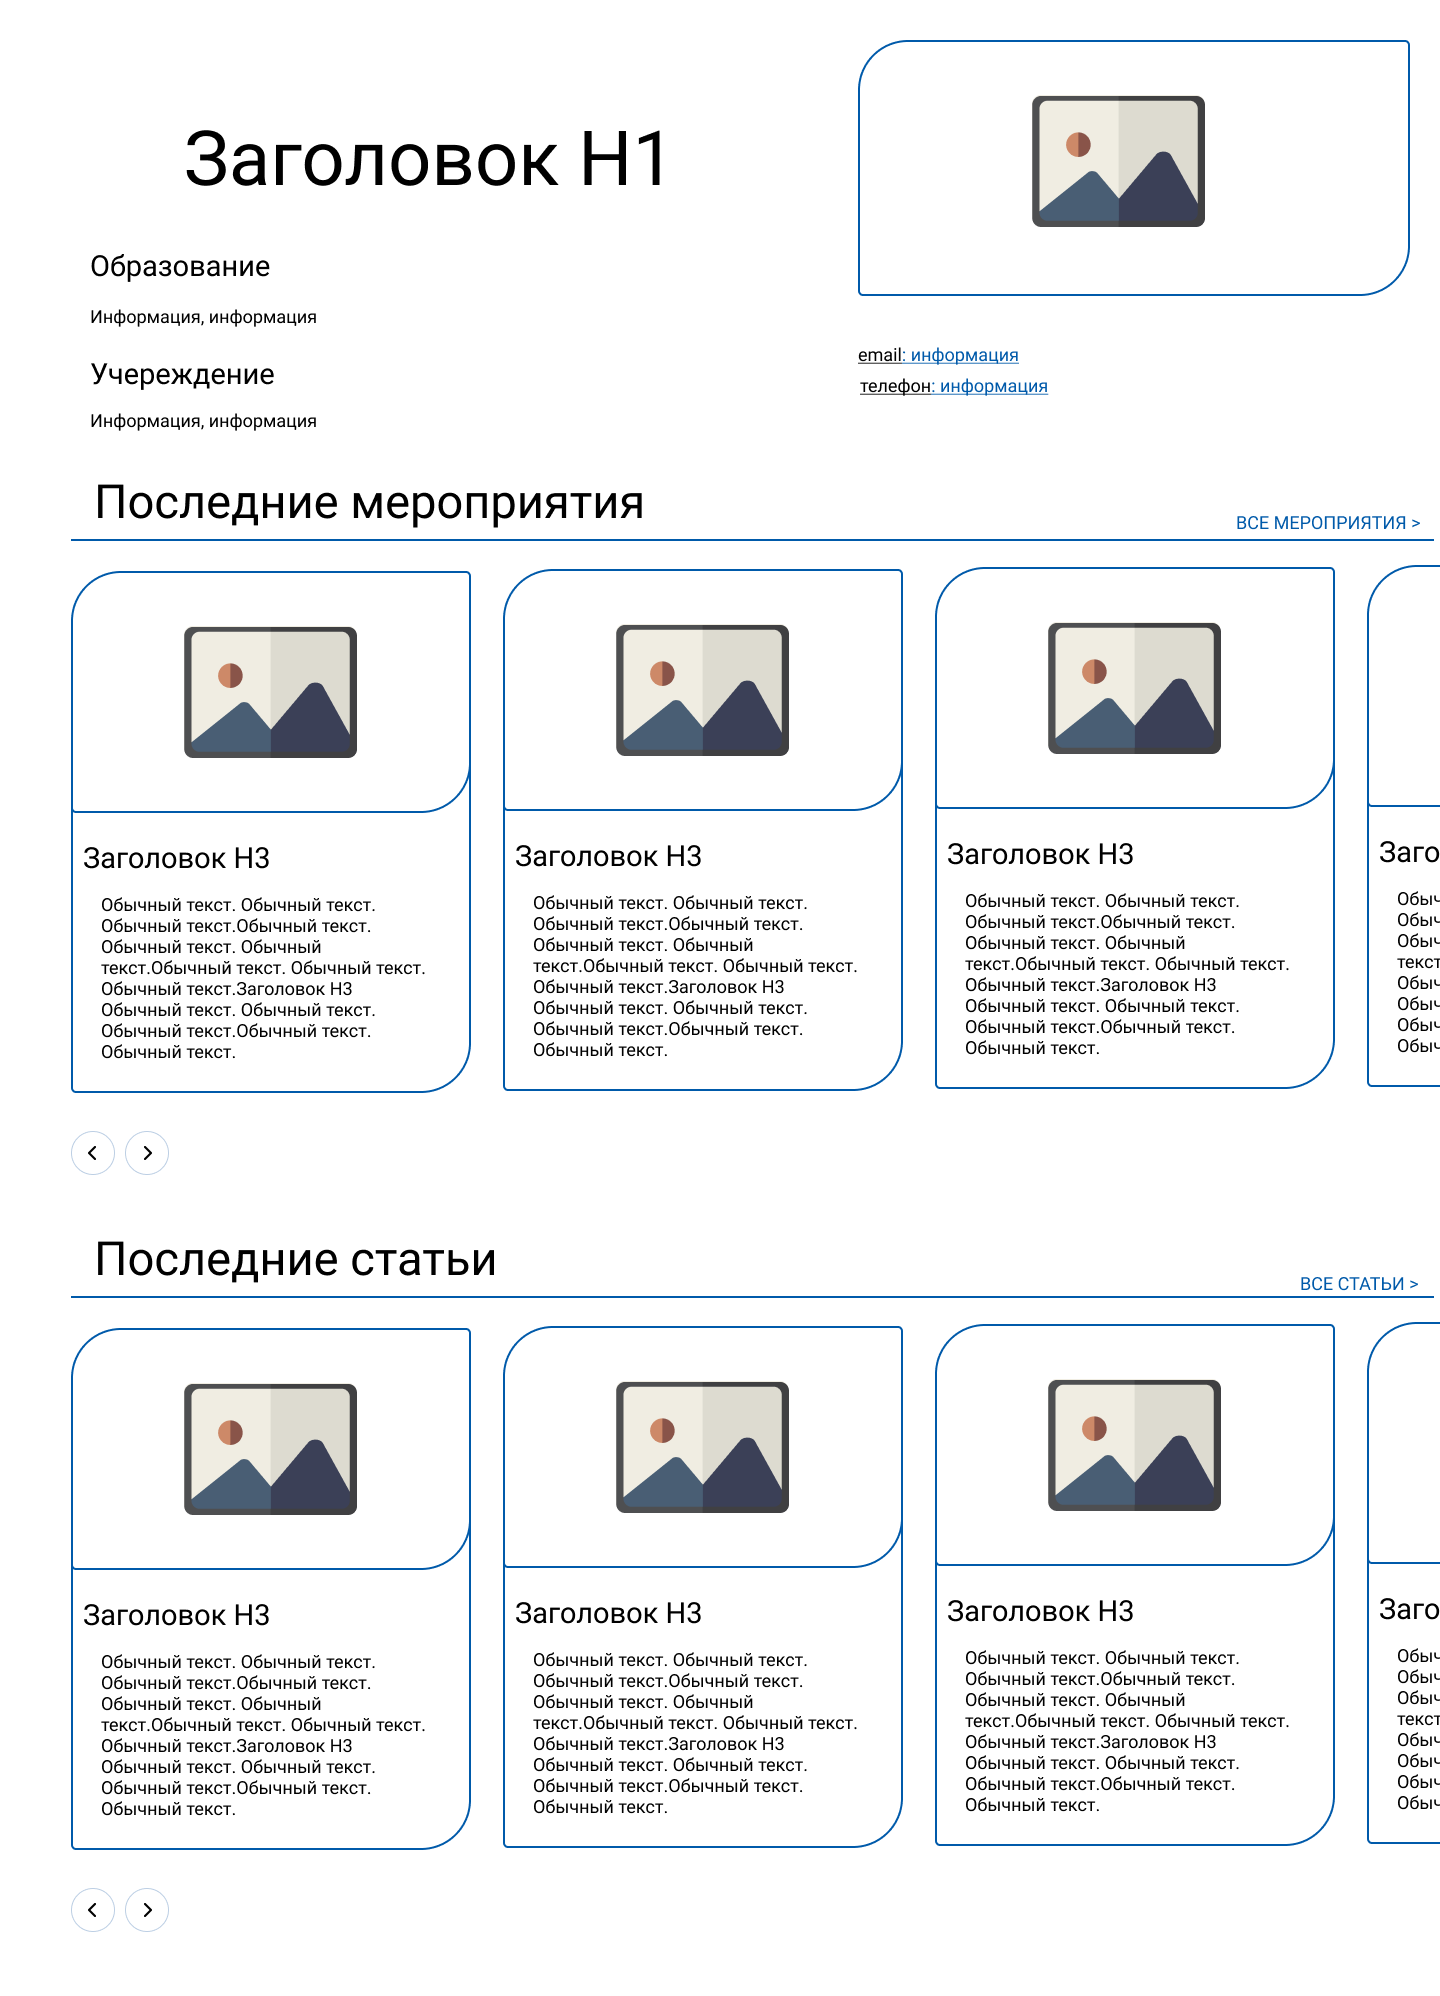 Заголовок H1
Образование
Информация, информация
Учереждение
Информация, информация
email: информация
телефон: информация
Последние мероприятия
ВСЕ МЕРОПРИЯТИЯ >
Заголовок H3
Обычный текст. Обычный текст.
Обычный текст.Обычный текст.
Обычный текст. Обычный
текст.Обычный текст. Обычный текст.
Обычный текст.Заголовок H3
Обычный текст. Обычный текст.
Обычный текст.Обычный текст.
Обычный текст.
Заголовок H3
Обычный текст. Обычный текст.
Обычный текст.Обычный текст.
Обычный текст. Обычный
текст.Обычный текст. Обычный текст.
Обычный текст.Заголовок H3
Обычный текст. Обычный текст.
Обычный текст.Обычный текст.
Обычный текст.
Заголовок H3
Обычный текст. Обычный текст.
Обычный текст.Обычный текст.
Обычный текст. Обычный
текст.Обычный текст. Обычный текст.
Обычный текст.Заголовок H3
Обычный текст. Обычный текст.
Обычный текст.Обычный текст.
Обычный текст.
Заго
Обыч
Обыч
Обыч
текст
Обыч
Обыч
Обыч
Обыч
Последние статьи
ВСЕ СТАТЬИ >
Заголовок H3
Обычный текст. Обычный текст.
Обычный текст.Обычный текст.
Обычный текст. Обычный
текст.Обычный текст. Обычный текст.
Обычный текст.Заголовок H3
Обычный текст. Обычный текст.
Обычный текст.Обычный текст.
Обычный текст.
Заголовок H3
Обычный текст. Обычный текст.
Обычный текст.Обычный текст.
Обычный текст. Обычный
текст.Обычный текст. Обычный текст.
Обычный текст.Заголовок H3
Обычный текст. Обычный текст.
Обычный текст.Обычный текст.
Обычный текст.
Заголовок H3
Обычный текст. Обычный текст.
Обычный текст.Обычный текст.
Обычный текст. Обычный
текст.Обычный текст. Обычный текст.
Обычный текст.Заголовок H3
Обычный текст. Обычный текст.
Обычный текст.Обычный текст.
Обычный текст.
Заго
Обыч
Обыч
Обыч
текст
Обыч
Обыч
Обыч
Обыч